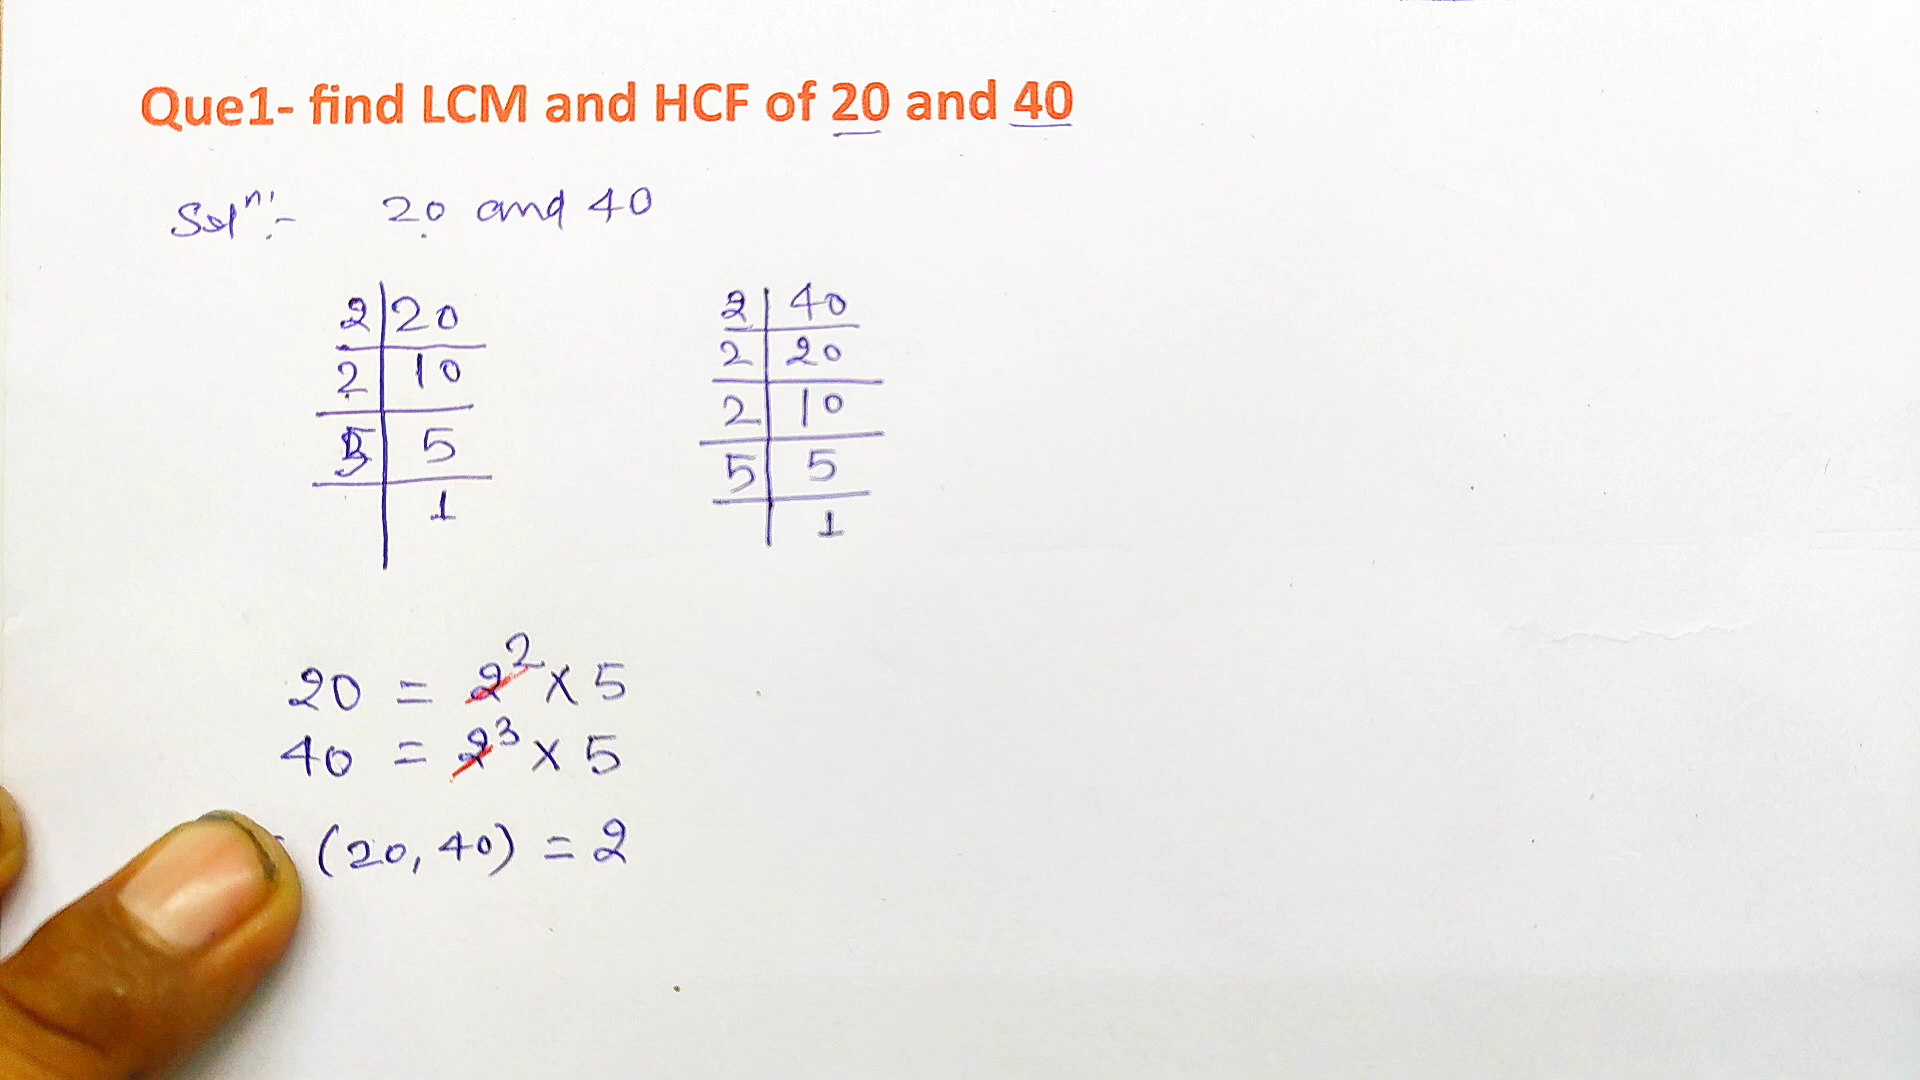 Que1- find LCM and HCF of 20 and 40
Solⁿ:- 20 and 40
2 | 20
2 | 10
5 | 5
1
2 | 40
2 | 20
2 | 10
5 | 5
1
20 = 2² × 5
40 = 2³ × 5
(20, 40) = 2